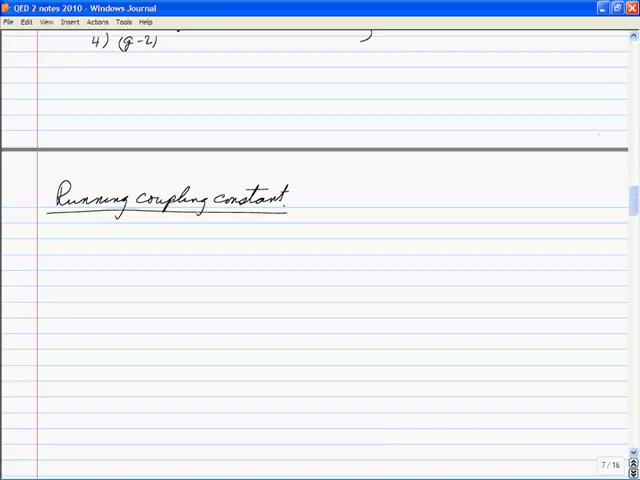 QED 2 notes 2010 - Windows Journal
File Edit View Insert Actions Tools Help
4) (g-2)
Running coupling constant.
7 / 16